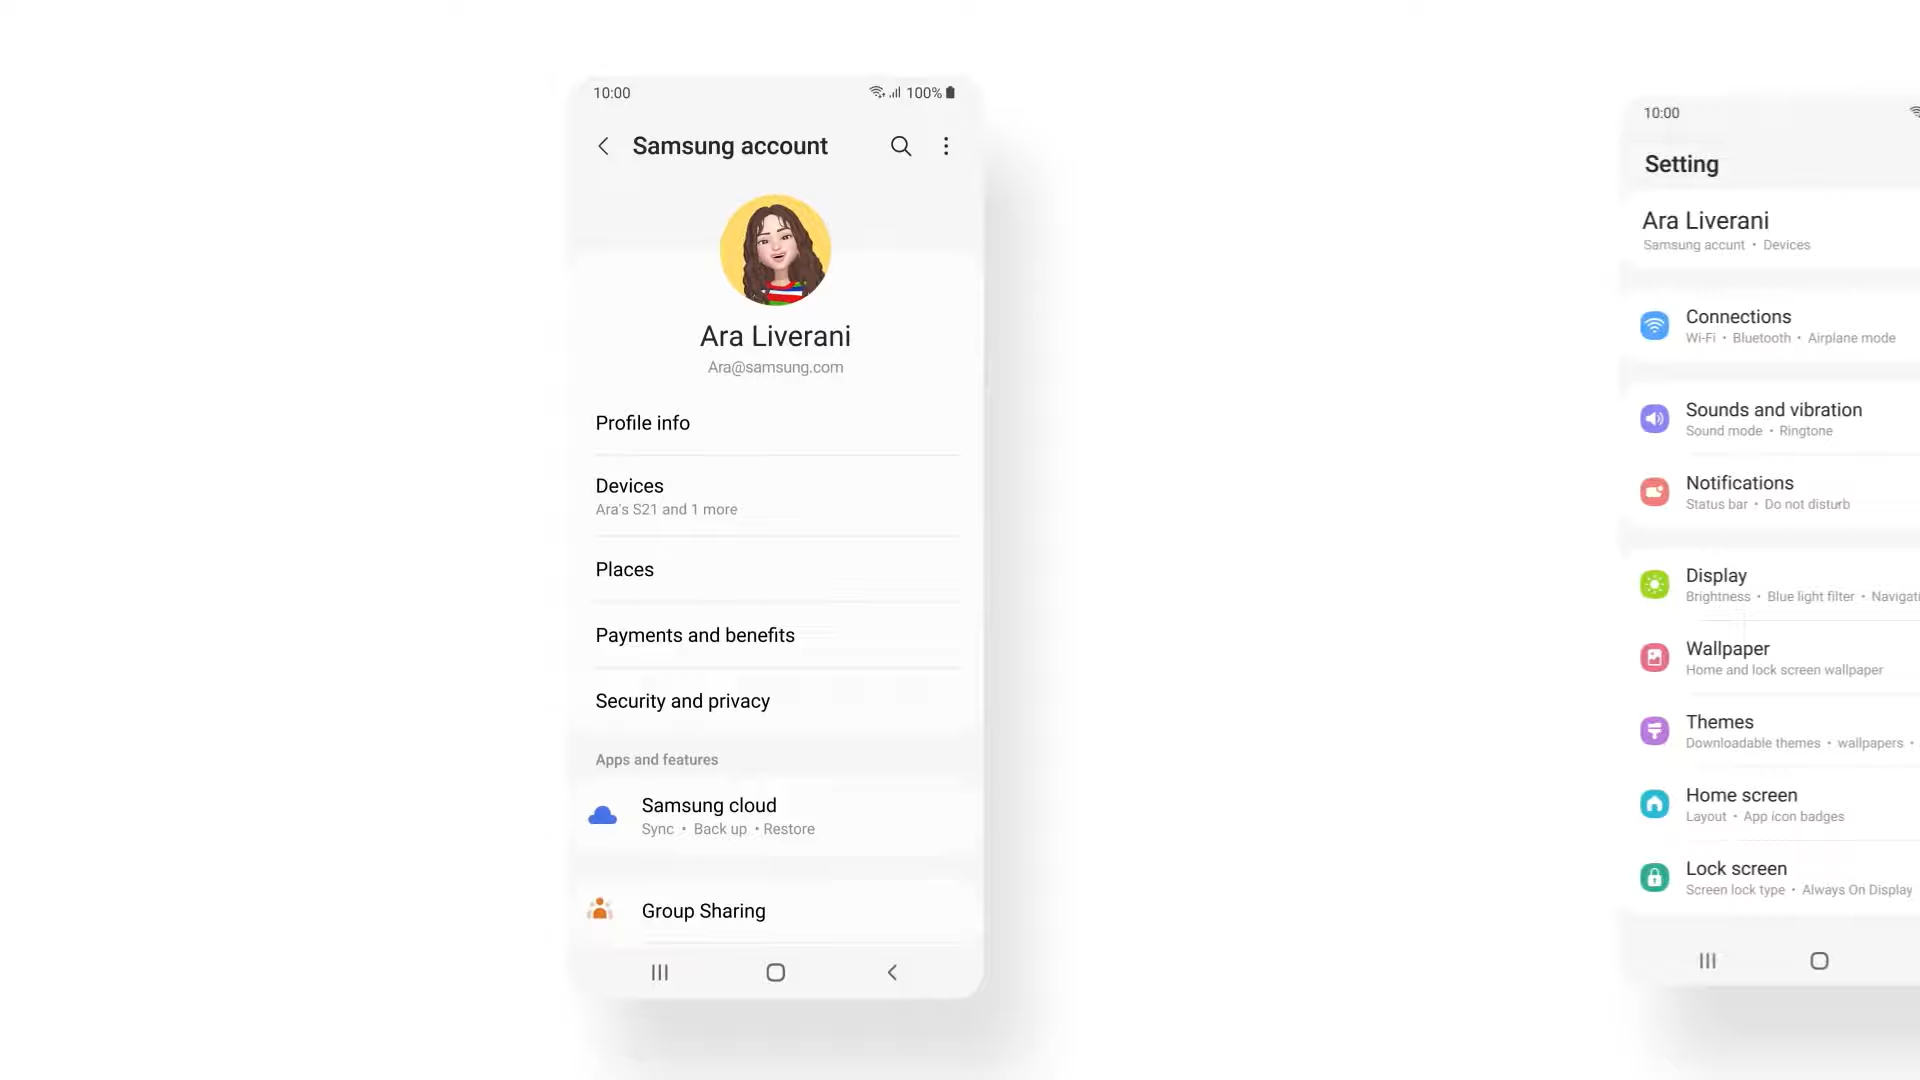 10:00
100%
Samsung account
Ara Liverani
Ara@samsung.com
Profile info
Devices
Ara's S21 and 1 more
Places
Payments and benefits
Security and privacy
Apps and features
Samsung cloud
Sync • Back up • Restore
Group Sharing
10:00
Setting
Ara Liverani
Samsung accunt • Devices
Connections
Wi-Fi • Bluetooth • Airplane mode
Sounds and vibration
Sound mode • Ringtone
Notifications
Status bar • Do not disturb
Display
Brightness • Blue light filter • Navigati
Wallpaper
Home and lock screen wallpaper
Themes
Downloadable themes • wallpapers •
Home screen
Layout • App icon badges
Lock screen
Screen lock type • Always On Display